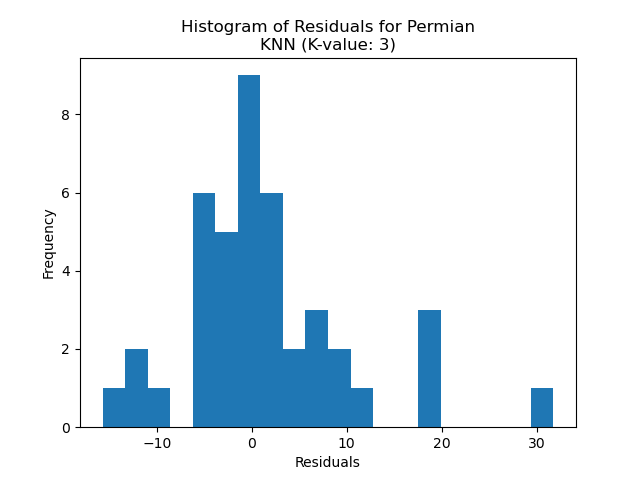 Histogram of Residuals for Permian
KNN (K-value: 3)
8
6
4
2
0
Frequency
−10
0
10
20
30
Residuals